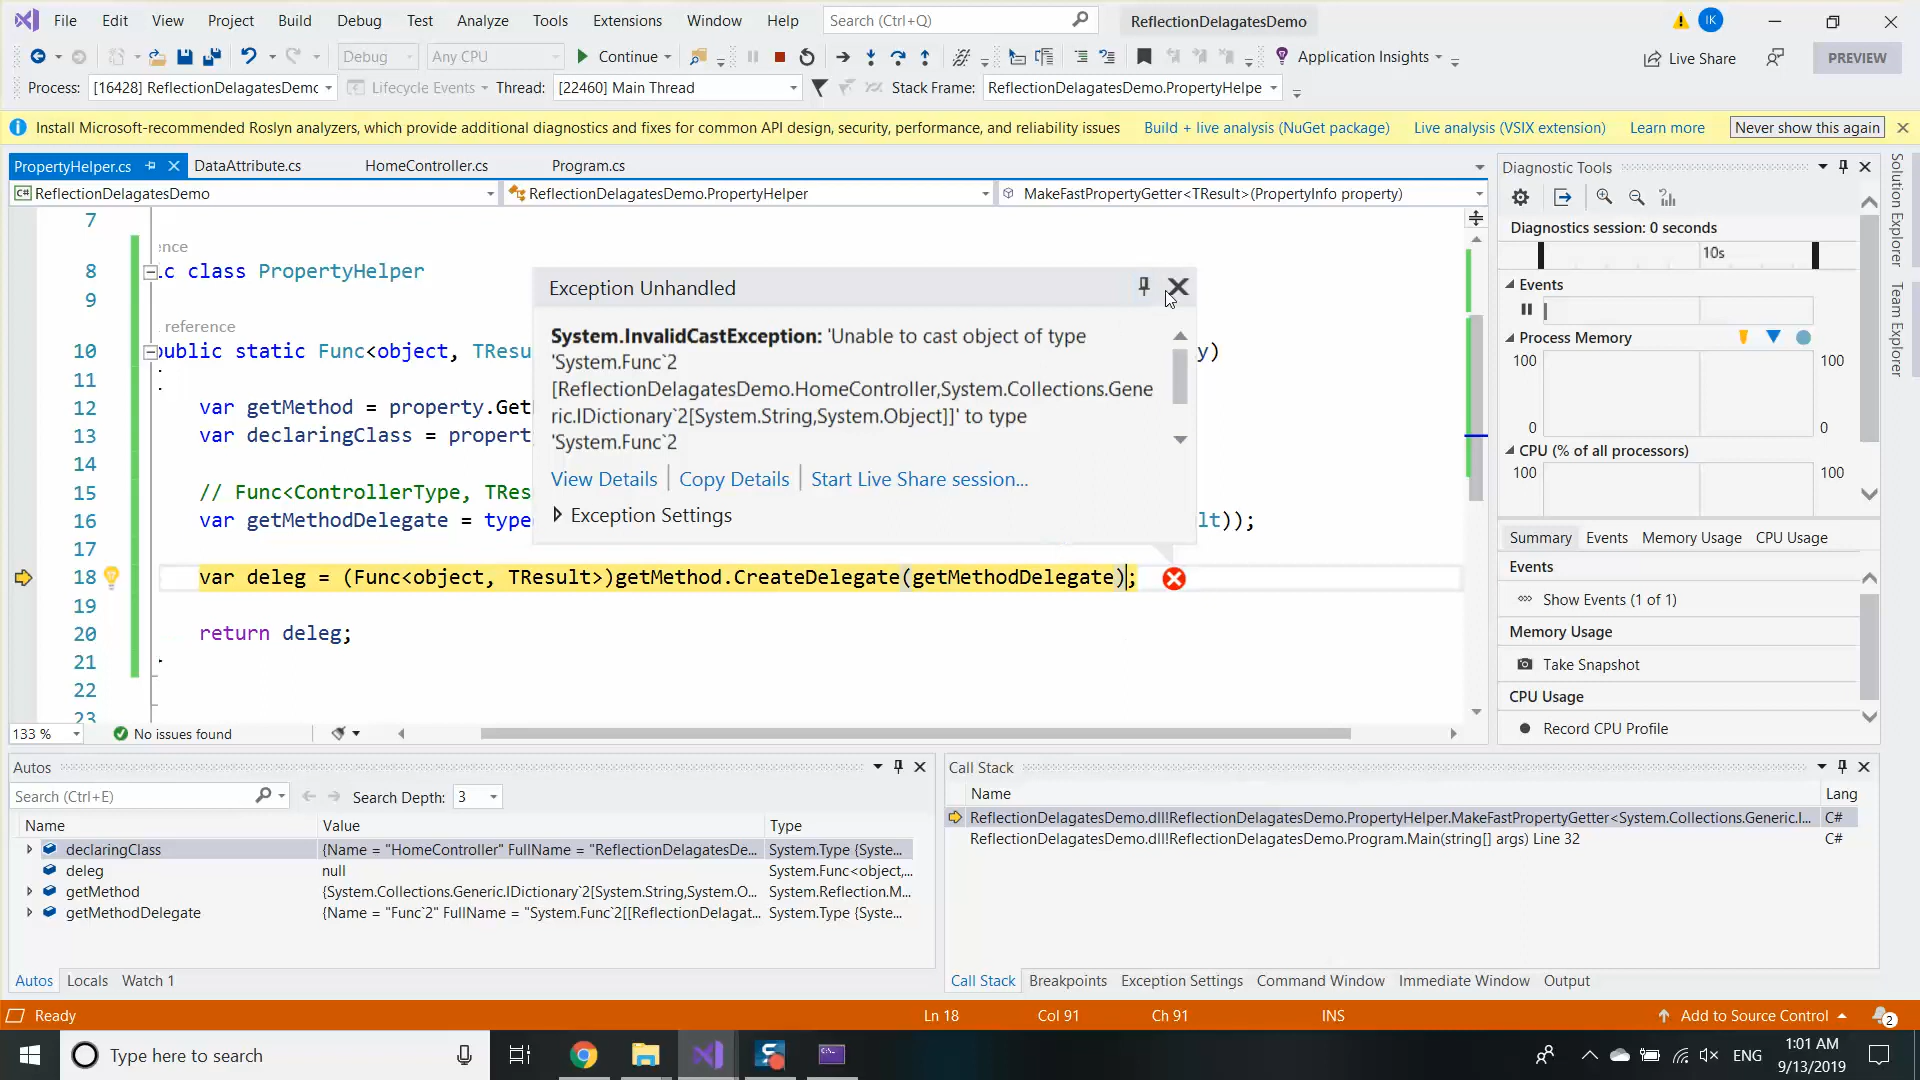 File Edit View Project Build Debug Test Analyze Tools Extensions Window Help Search (Ctrl+Q) ReflectionDelagatesDemo IK
Debug Any CPU Continue Application Insights Live Share PREVIEW
Process: [16428] ReflectionDelagatesDemo Lifecycle Events Thread: [22460] Main Thread Stack Frame: ReflectionDelagatesDemo.PropertyHelpe
Install Microsoft-recommended Roslyn analyzers, which provide additional diagnostics and fixes for common API design, security, performance, and reliability issues Build + live analysis (NuGet package) Live analysis (VSIX extension) Learn more Never show this again
PropertyHelper.cs DataAttribute.cs HomeController.cs Program.cs
C# ReflectionDelagatesDemo ReflectionDelagatesDemo.PropertyHelper MakeFastPropertyGetter<TResult>(PropertyInfo property)
7
ence
8 ic class PropertyHelper
9
reference
10 public static Func<object, TResu y)
11
12 var getMethod = property.Get
13 var declaringClass = propert
14
15 // Func<ControllerType, TRes
16 var getMethodDelegate = type lt));
17
18 var deleg = (Func<object, TResult>)getMethod.CreateDelegate(getMethodDelegate);
19
20 return deleg;
21
22
23
Exception Unhandled
System.InvalidCastException: 'Unable to cast object of type
'System.Func`2
[ReflectionDelagatesDemo.HomeController,System.Collections.Gene
ric.IDictionary`2[System.String,System.Object]]' to type
'System.Func`2
View Details Copy Details Start Live Share session...
Exception Settings
133 % No issues found
Diagnostic Tools
Diagnostics session: 0 seconds
10s
Events
Process Memory
100 100
0 0
CPU (% of all processors)
100 100
Summary Events Memory Usage CPU Usage
Events
Show Events (1 of 1)
Memory Usage
Take Snapshot
CPU Usage
Record CPU Profile
Solution Explorer
Team Explorer
Autos
Search (Ctrl+E) Search Depth: 3
Name Value Type
declaringClass {Name = "HomeController" FullName = "ReflectionDelagatesDe... System.Type {Syste...
deleg null System.Func<object,...
getMethod {System.Collections.Generic.IDictionary`2[System.String,System.O... System.Reflection.M...
getMethodDelegate {Name = "Func`2" FullName = "System.Func`2[[ReflectionDelagat... System.Type {Syste...
Autos Locals Watch 1
Call Stack
Name Lang
ReflectionDelagatesDemo.dll!ReflectionDelagatesDemo.PropertyHelper.MakeFastPropertyGetter<System.Collections.Generic.I... C#
ReflectionDelagatesDemo.dll!ReflectionDelagatesDemo.Program.Main(string[] args) Line 32 C#
Call Stack Breakpoints Exception Settings Command Window Immediate Window Output
Ready Ln 18 Col 91 Ch 91 INS Add to Source Control 2
Type here to search ENG 1:01 AM
9/13/2019